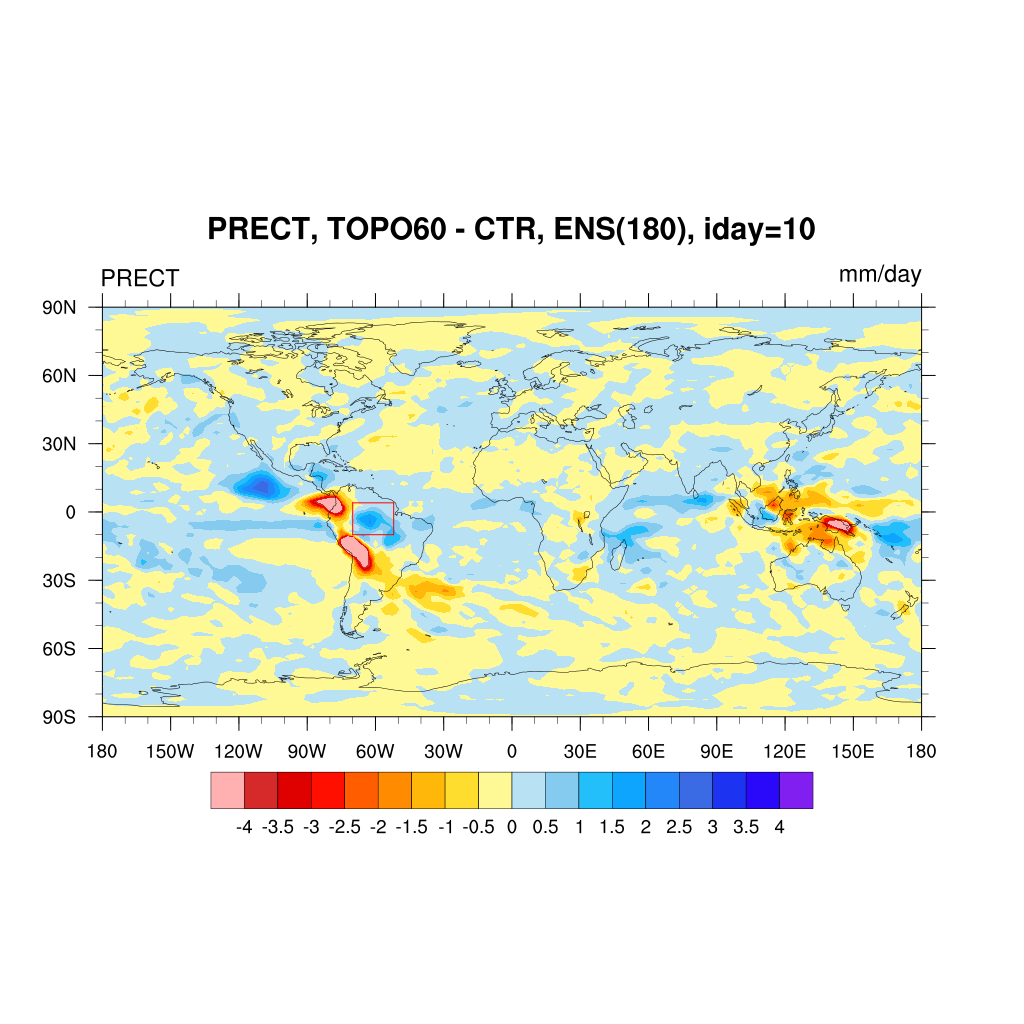 PRECT, TOPO60 - CTR, ENS(180), iday=10
PRECT mm/day
90N
60N
30N
0
30S
60S
90S
180 150W 120W 90W 60W 30W 0 30E 60E 90E 120E 150E 180
-4 -3.5 -3 -2.5 -2 -1.5 -1 -0.5 0 0.5 1 1.5 2 2.5 3 3.5 4